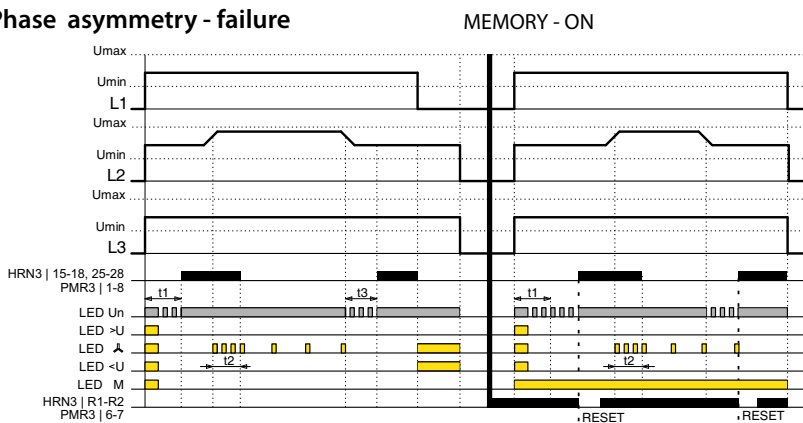 Phase asymmetry - failure
MEMORY - ON
Umax
Umin
L1
Umax
Umin
L2
Umax
Umin
L3
HRN3 | 15-18, 25-28
PMR3 | 1-8
t1
t3
t1
LED Un
LED >U
LED
t2
t2
LED <U
LED M
HRN3 | R1-R2
PMR3 | 6-7
RESET
RESET